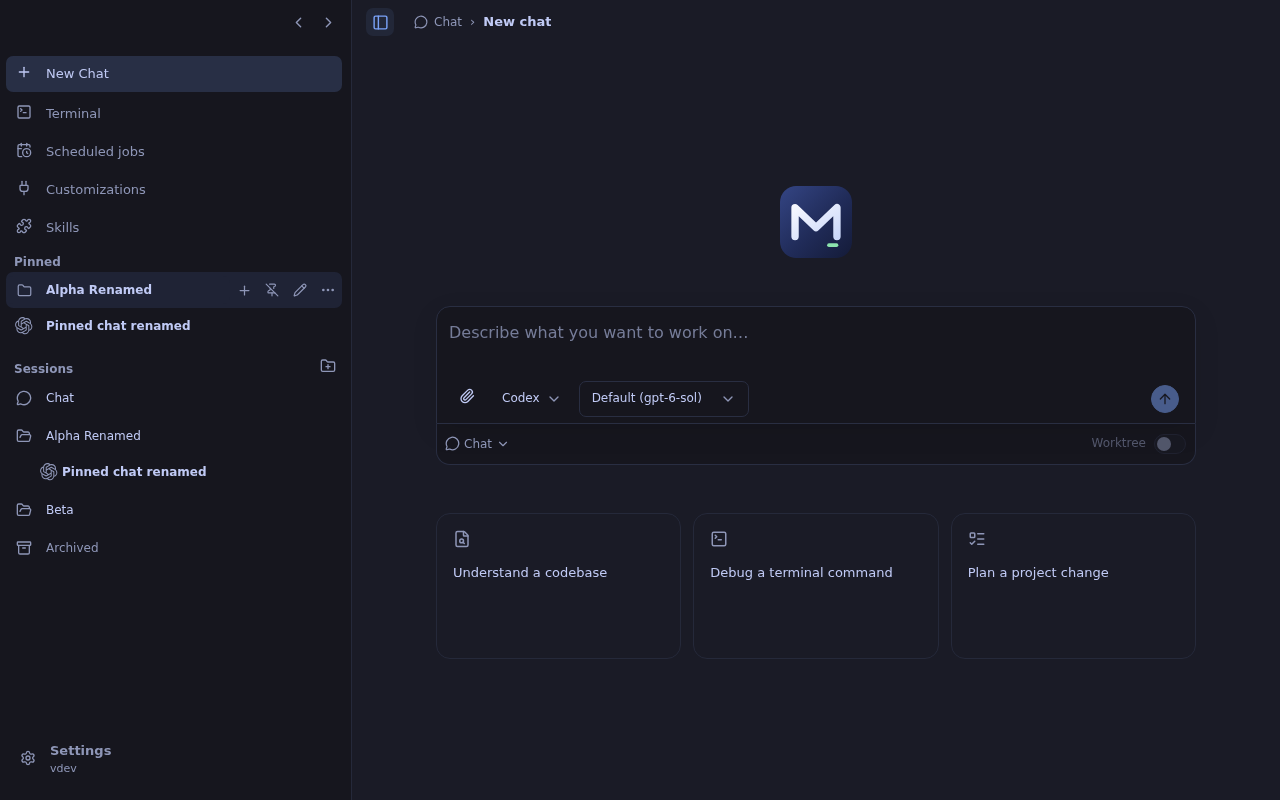 Chat › New chat
New Chat
Terminal
Scheduled jobs
Customizations
Skills
Pinned
Alpha Renamed
Pinned chat renamed
Sessions
Chat
Alpha Renamed
Pinned chat renamed
Beta
Archived
Settings
vdev
M
Describe what you want to work on...
Codex
Default (gpt-6-sol)
Chat
Worktree
Understand a codebase
Debug a terminal command
Plan a project change